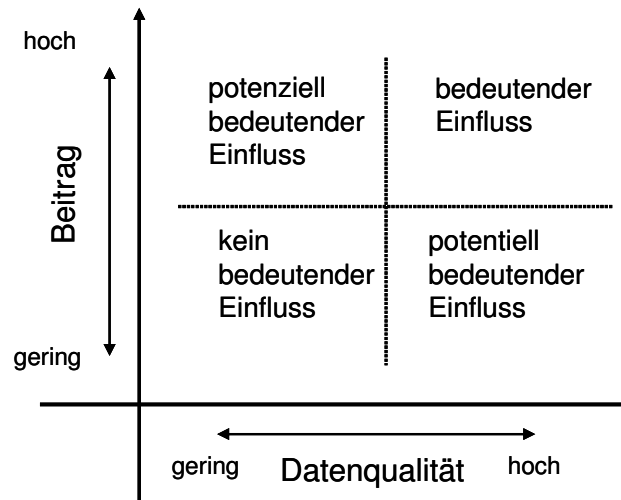 hoch
potenziell
bedeutender
Einfluss
bedeutender
Einfluss
Beitrag
kein
bedeutender
Einfluss
potentiell
bedeutender
Einfluss
gering
gering
Datenqualität
hoch